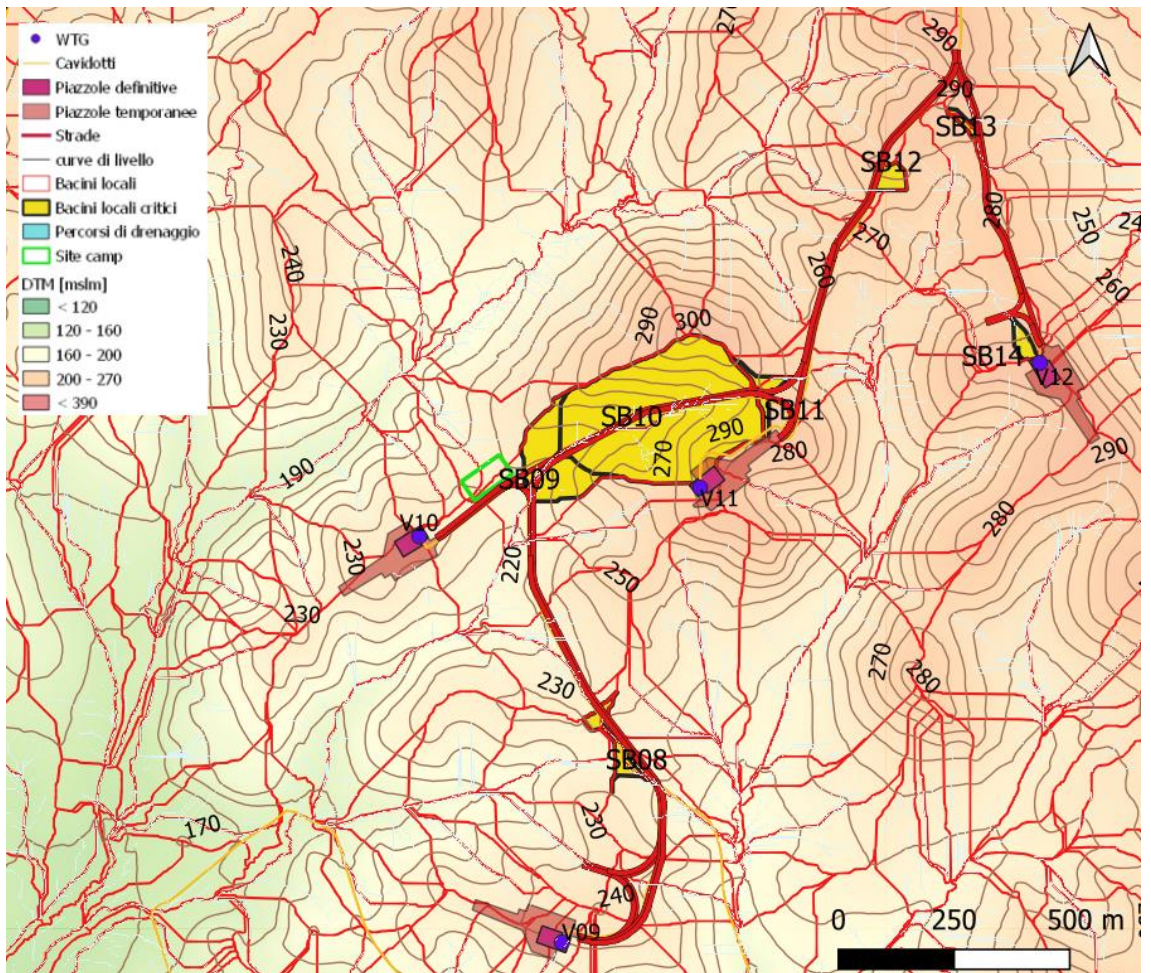 WTG
Cavidotti
Piazzole definitive
Piazzole temporanee
Strade
curve di livello
Bacini locali
Bacini locali critici
Percorsi di drenaggio
Site camp
DTM [mslm]
< 120
120 - 160
160 - 200
200 - 270
< 390
270
290
290
SB13
SB12
280
250
24
240
270
260
260
230
290
300
SB14
V12
SB10
SB11
290
290
270
280
190
SB09
V11
280
V10
230
220
250
230
270
280
230
SB08
230
170
240
V09
0
250
500 m